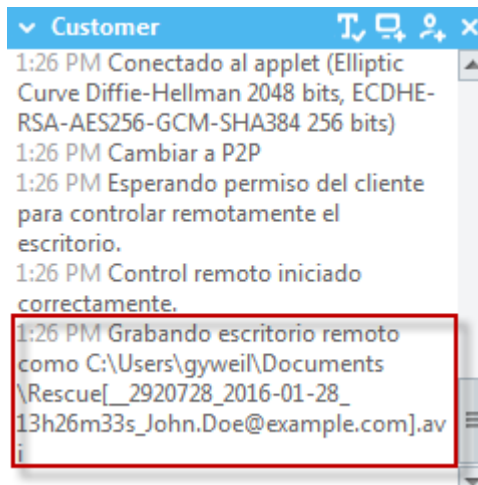 Customer
1:26 PM Conectado al applet (Elliptic
Curve Diffie-Hellman 2048 bits, ECDHE-
RSA-AES256-GCM-SHA384 256 bits)
1:26 PM Cambiar a P2P
1:26 PM Esperando permiso del cliente
para controlar remotamente el
escritorio.
1:26 PM Control remoto iniciado
correctamente.
1:26 PM Grabando escritorio remoto
como C:\Users\gyweil\Documents
\Rescue[__2920728_2016-01-28_
13h26m33s_John.Doe@example.com].av
i